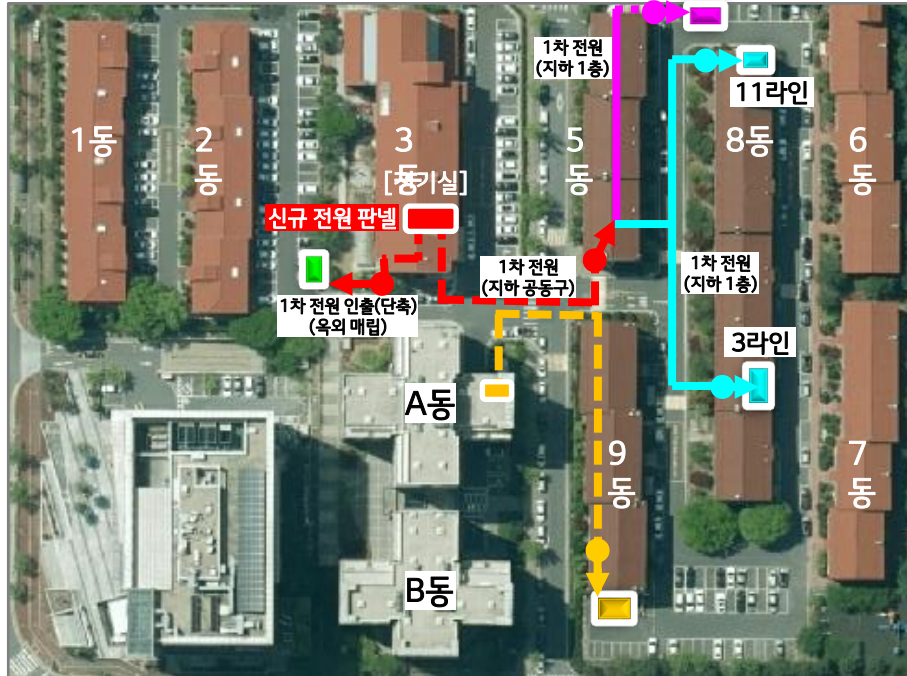 1차 전원
(지하 1층)
11라인
1동
2
동
3
동
[전기실]
5
동
8동
6
동
신규 전원 판넬
1차 전원
(지하 공동구)
1차 전원
(지하 1층)
1차 전원 인출(단축)
(옥외 매립)
3라인
A동
9
동
7
동
B동